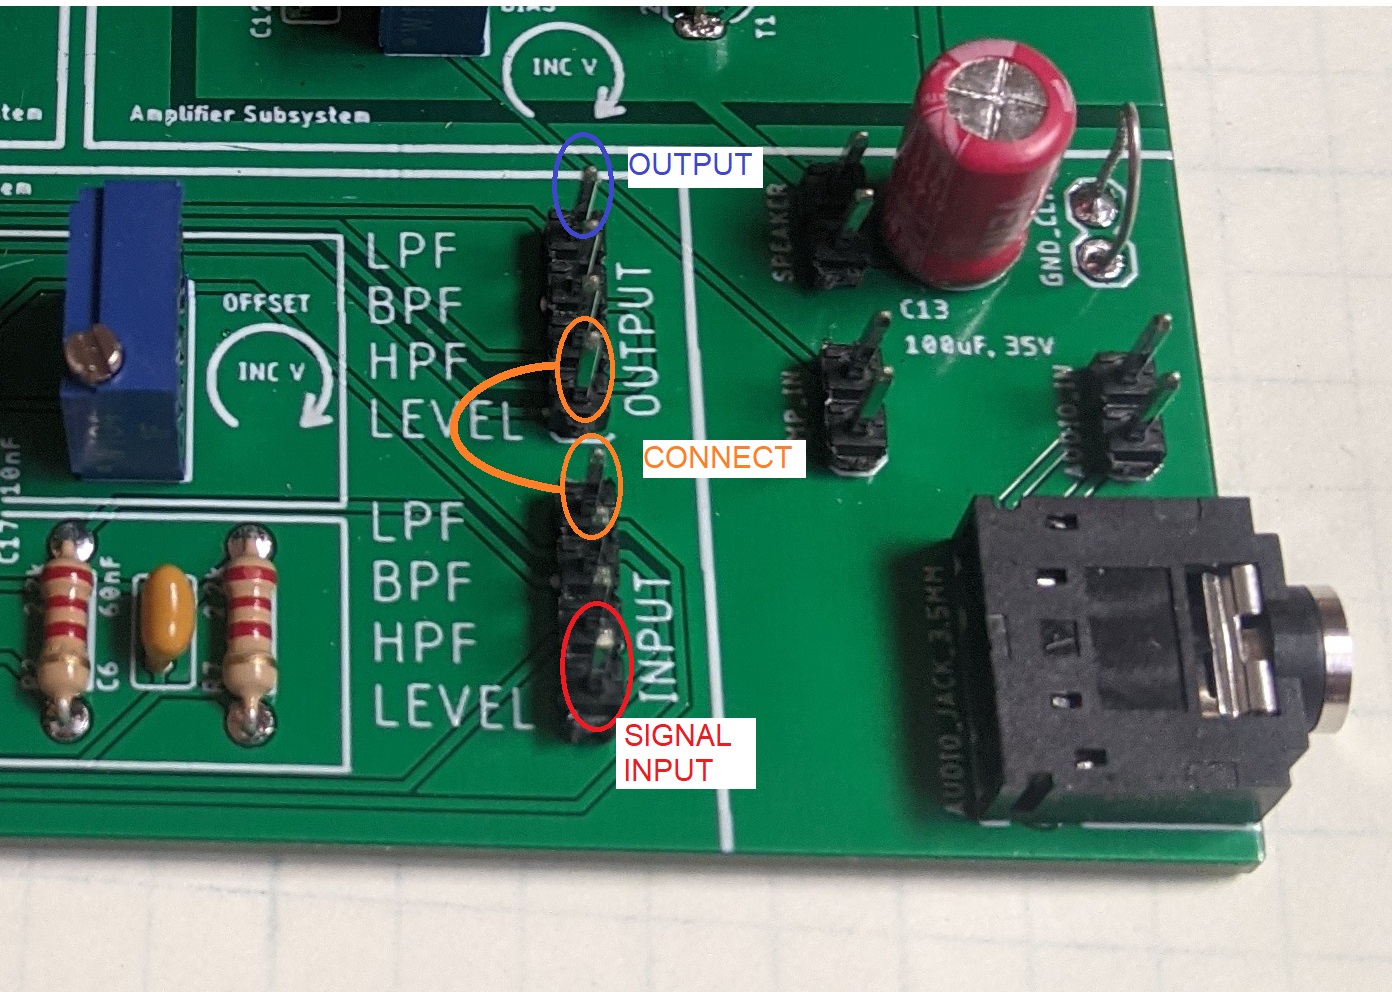 C12
BIAS
T1
INC V
tem
Amplifier Subsystem
OUTPUT
em
SPEAKER
GND_CLIP
LPF
BPF
HPF
LEVEL
OUTPUT
OFFSET
INC V
C13
100uF, 35V
MP_IN
AUDIO_IN
CONNECT
C17
10nF
LPF
BPF
HPF
LEVEL
INPUT
60nF
C6
AUDIO_JACK_3.5MM
SIGNAL
INPUT